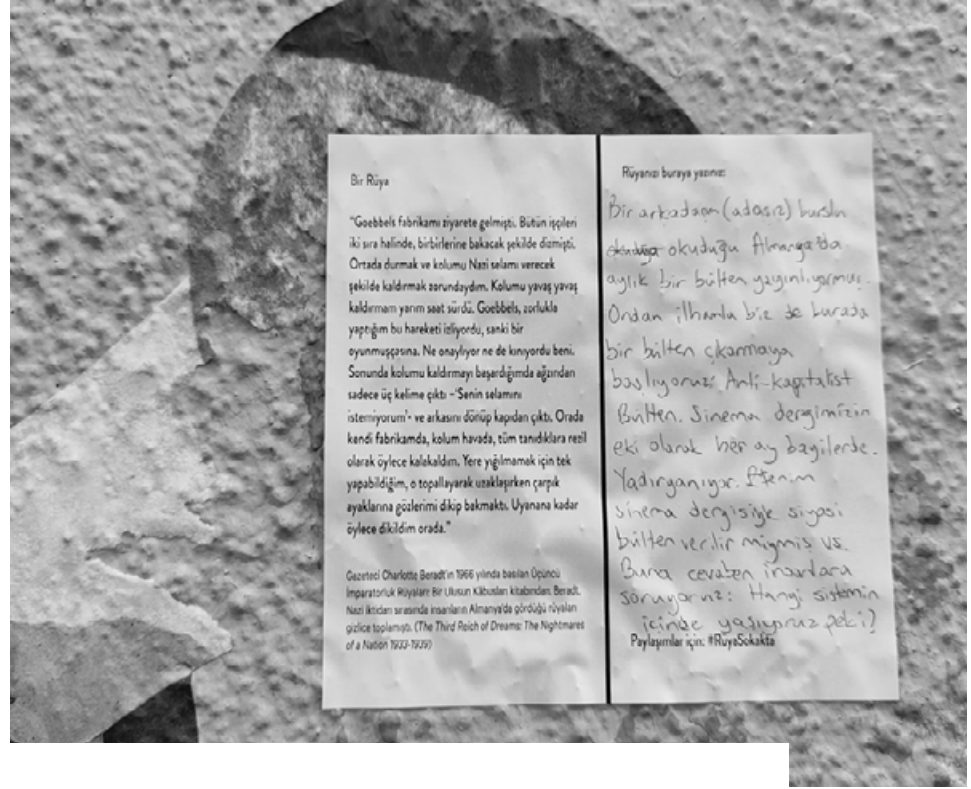 Bir Rüya
"Goebbels fabrikamı ziyarete gelmişti. Bütün işçileri
iki sıra halinde, birbirlerine bakacak şekilde dizmişti.
Ortada durmak ve kolumu Nazi selamı verecek
şekilde kaldırmak zorundaydım. Kolumu yavaş yavaş
kaldırmam yarım saat sürdü. Goebbels, zorlukla
yaptığım bu hareketi izliyordu, sanki bir
oyunmuşçasına. Ne onaylıyor ne de kınıyordu beni.
Sonunda kolumu kaldırmayı başardığımda ağzından
sadece üç kelime çıktı –'Senin selamını
istemiyorum'- ve arkasını dönüp kapıdan çıktı. Orada
kendi fabrikamda, kolum havada, tüm tanıdıklara rezil
olarak öylece kalakaldım. Yere yığılmamak için tek
yapabildiğim, o topallayarak uzaklaşırken çarpık
ayaklarına gözlerimi dikip bakmaktı. Uyanana kadar
öylece dikildim orada."
Gazeteci Charlotte Beradt'ın 1966 yılında basılan Üçüncü
İmparatorluk Rüyaları: Bir Ulusun Kâbusları kitabından. Beradt,
Nazi iktidarı sırasında insanların Almanya'da gördüğü rüyaları
gizlice toplamıştı. (The Third Reich of Dreams: The Nightmares
of a Nation 1933-1939)
Rüyanızı buraya yazınız:
Bir arkadaşım (adaşız) burslu
okuduğu Almanya'da
aylık bir bülten yayınlıyormuş.
Ondan ilhamla biz de burada
bir bülten çıkarmaya
başlıyoruz: Anti-kapitalist
Bülten. Sinema dergimizin
eki olarak her ay bayilerde.
Yadırganıyor. Efenim
sinema dergisiyle siyasi
bülten verilir miymiş vs.
Buna cevaben insanlara
soruyoruz: Hangi sistemin
içinde yaşıyoruz peki?
Paylaşımlar için: #RüyaSokakta